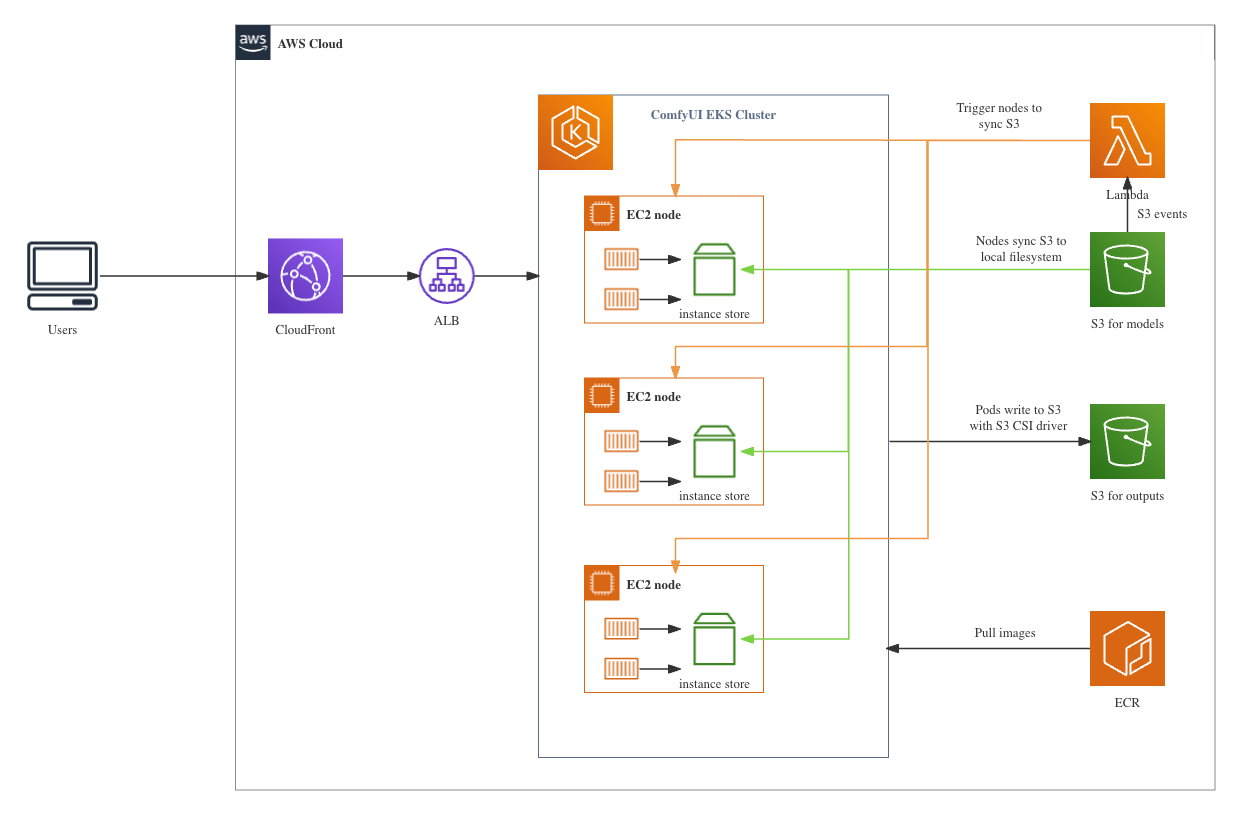 aws
AWS Cloud
ComfyUI EKS Cluster
K
Trigger nodes to
sync S3
Lambda
S3 events
EC2 node
instance store
Nodes sync S3 to
local filesystem
S3 for models
Users
CloudFront
ALB
EC2 node
instance store
Pods write to S3
with S3 CSI driver
S3 for outputs
EC2 node
instance store
Pull images
ECR